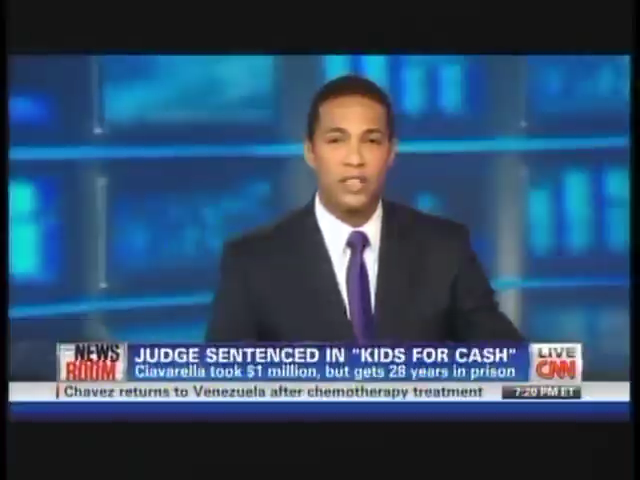 NEWS
ROOM
JUDGE SENTENCED IN "KIDS FOR CASH"
Ciavarella took $1 million, but gets 28 years in prison
LIVE
CNN
Chavez returns to Venezuela after chemotherapy treatment
7:20 PM ET